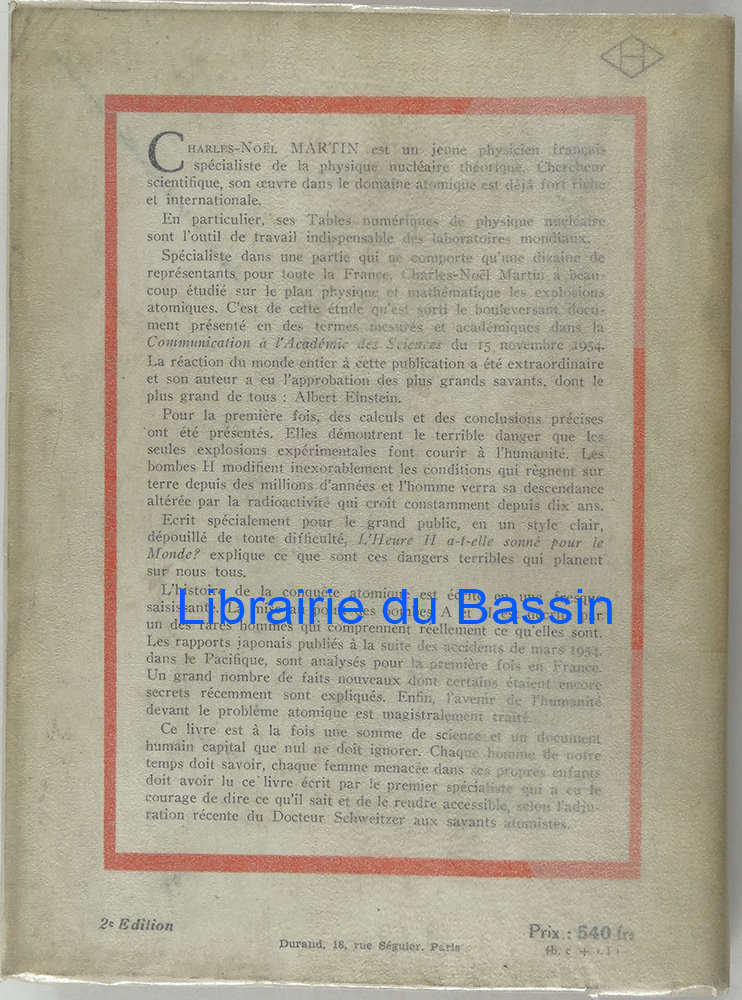 H
CHARLES-NOËL MARTIN est un jeune physicien français
spécialiste de la physique nucléaire théorique. Chercheur
scientifique, son œuvre dans le domaine atomique est déjà fort riche
et internationale.
En particulier, ses Tables numériques de physique nucléaire
sont l'outil de travail indispensable des laboratoires mondiaux.
Spécialiste dans une partie qui ne comporte qu'une dizaine de
représentants pour toute la France, Charles-Noël Martin a beau-
coup étudié sur le plan physique et mathématique les explosions
atomiques. C'est de cette étude qu'est sorti le bouleversant docu-
ment présenté en des termes mesurés et académiques dans la
Communication à l'Académie des Sciences du 15 novembre 1954.
La réaction du monde entier à cette publication a été extraordinaire
et son auteur a eu l'approbation des plus grands savants, dont le
plus grand de tous : Albert Einstein.
Pour la première fois, des calculs et des conclusions précises
ont été présentés. Elles démontrent le terrible danger que les
seules explosions expérimentales font courir à l'humanité. Les
bombes H modifient inexorablement les conditions qui règnent sur
terre depuis des millions d'années et l'homme verra sa descendance
altérée par la radioactivité qui croit constamment depuis dix ans.
Ecrit spécialement pour le grand public, en un style clair,
dépouillé de toute difficulté, L'Heure H a-t-elle sonné pour le
Monde? explique ce que sont ces dangers terribles qui planent
sur nous tous.
L'histoire de la conquête atomique est écrite en une fresque
saisissante. La mise au point des bombes A et par
Librairie du Bassin
un des rares hommes qui comprennent réellement ce qu'elles sont.
Les rapports japonais publiés à la suite des accidents de mars 1954,
dans le Pacifique, sont analysés pour la première fois en France.
Un grand nombre de faits nouveaux dont certains étaient encore
secrets récemment sont expliqués. Enfin, l'avenir de l'humanité
devant le problème atomique est magistralement traité.
Ce livre est à la fois une somme de science et un document
humain capital que nul ne doit ignorer. Chaque homme de notre
temps doit savoir, chaque femme menacée dans ses propres enfants
doit avoir lu ce livre écrit par le premier spécialiste qui a eu le
courage de dire ce qu'il sait et de le rendre accessible, selon l'adju-
ration récente du Docteur Schweitzer aux savants atomistes.
2e Edition
Durand, 18, rue Séguier, Paris
Prix : 540 frs